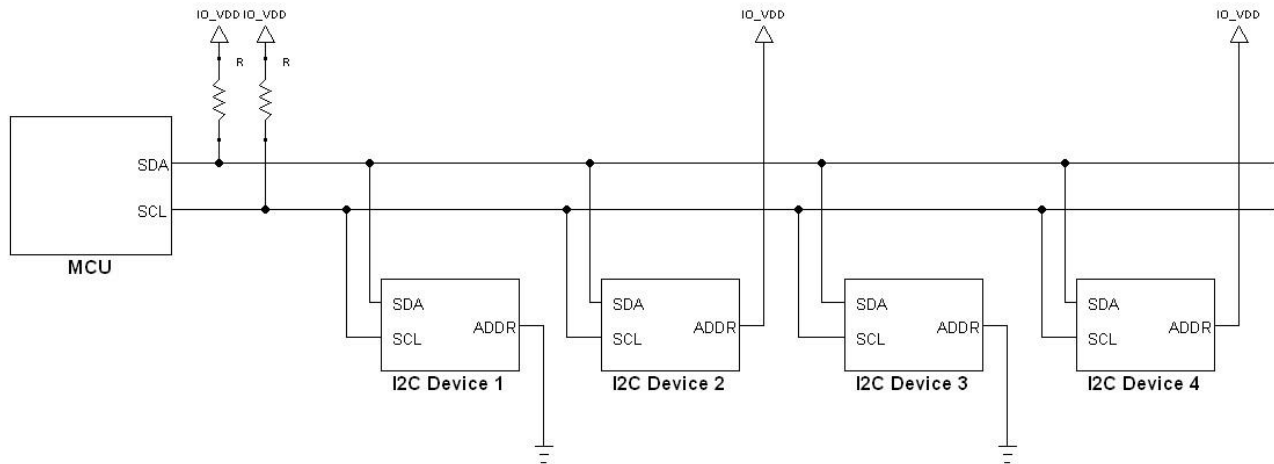 IO_VDD IO_VDD IO_VDD IO_VDD
R R
SDA
SCL
MCU
SDA
SCL
ADDR
I2C Device 1
SDA
SCL
ADDR
I2C Device 2
SDA
SCL
ADDR
I2C Device 3
SDA
SCL
ADDR
I2C Device 4